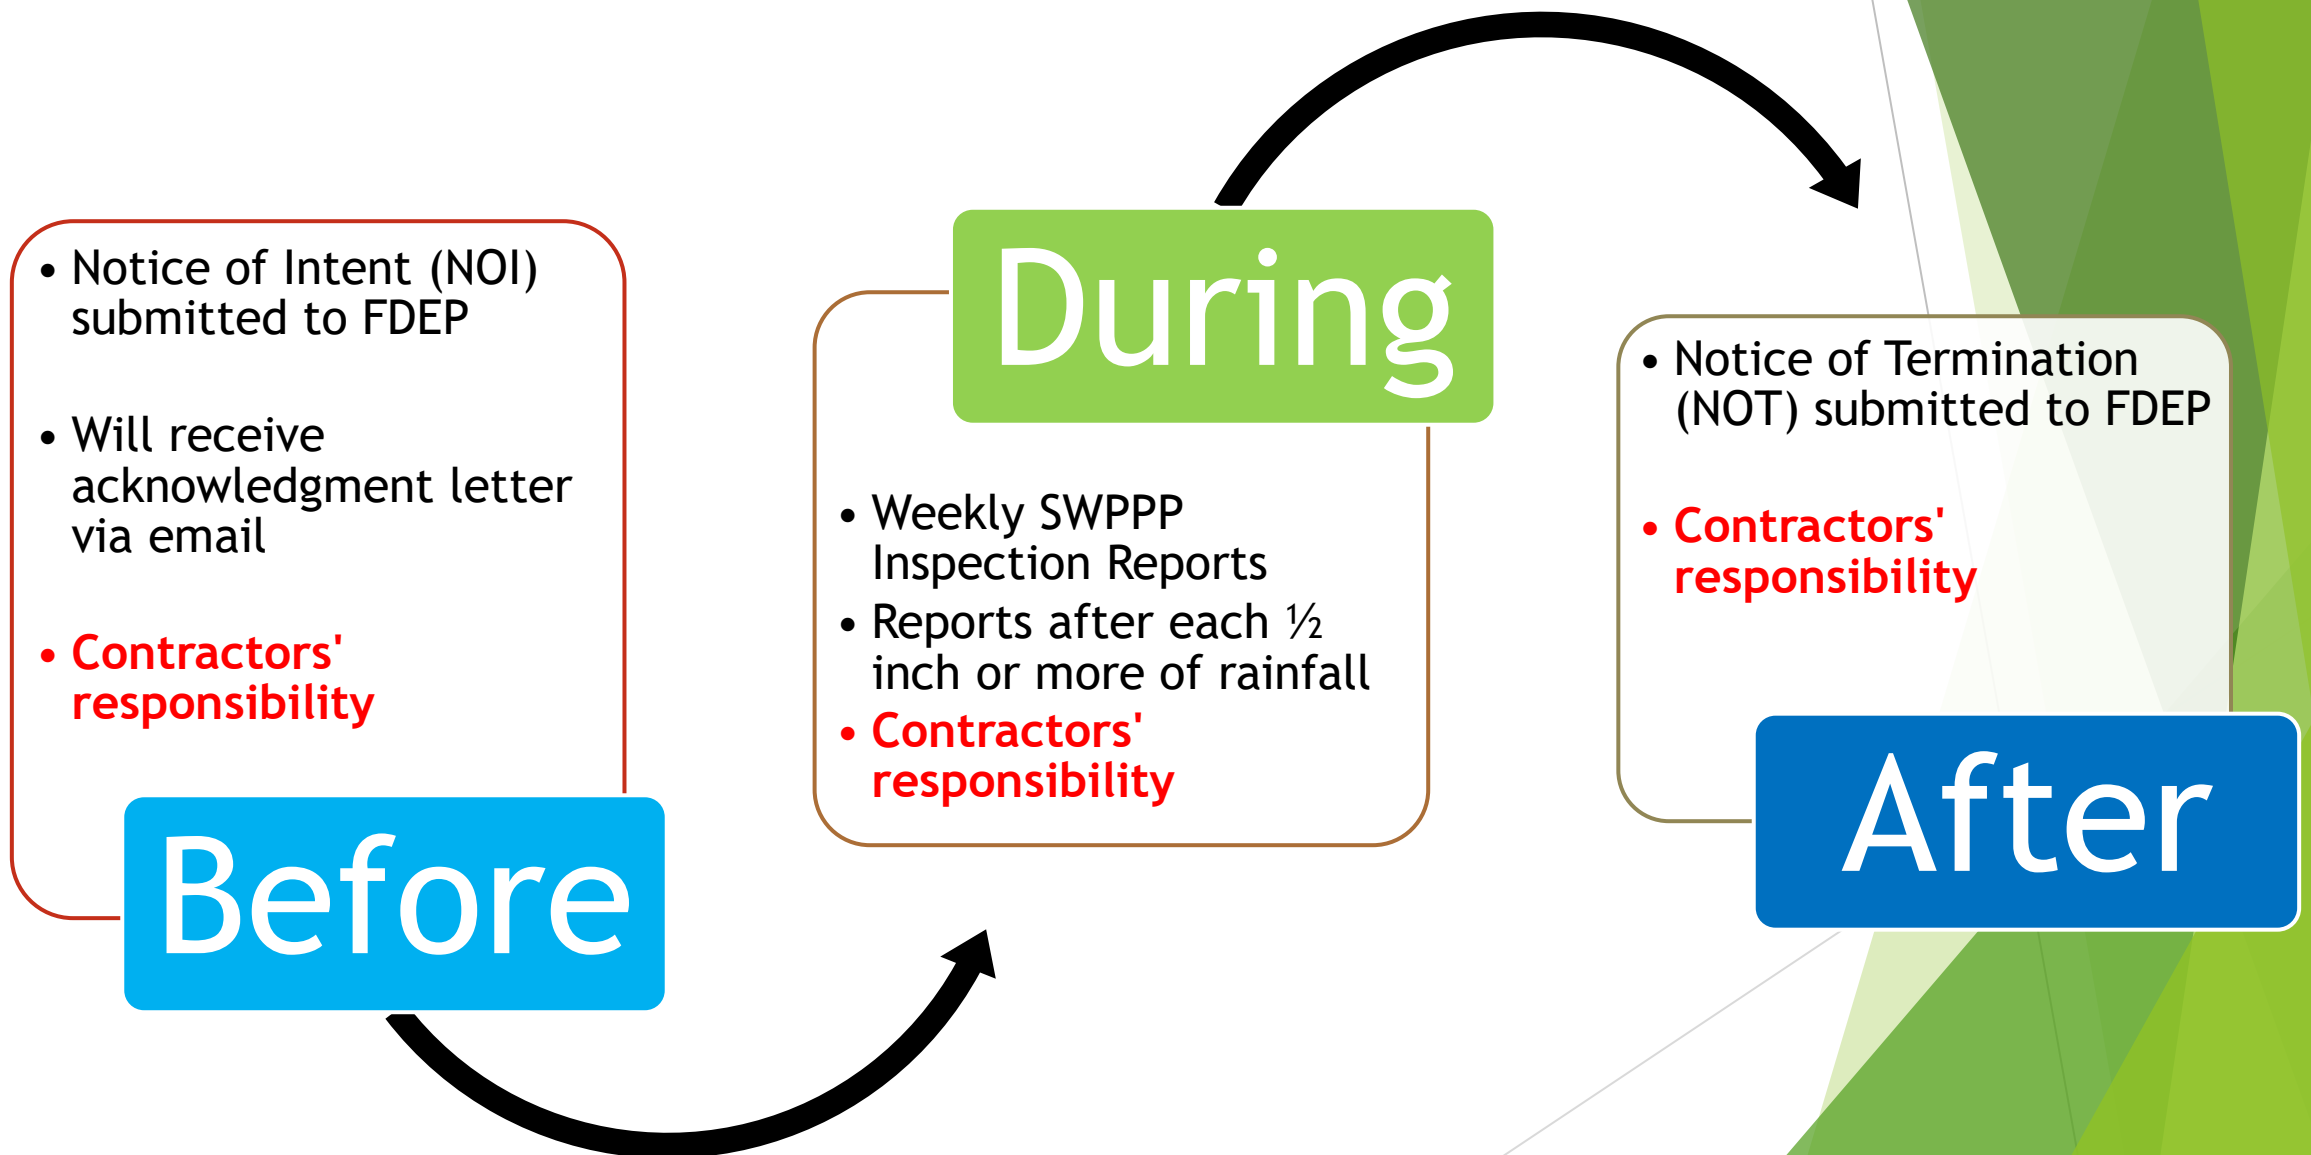 • Notice of Intent (NOI)
submitted to FDEP
• Will receive
acknowledgment letter
via email
• Contractors'
responsibility
Before
During
• Weekly SWPPP
Inspection Reports
• Reports after each ½
inch or more of rainfall
• Contractors'
responsibility
• Notice of Termination
(NOT) submitted to FDEP
• Contractors'
responsibility
After